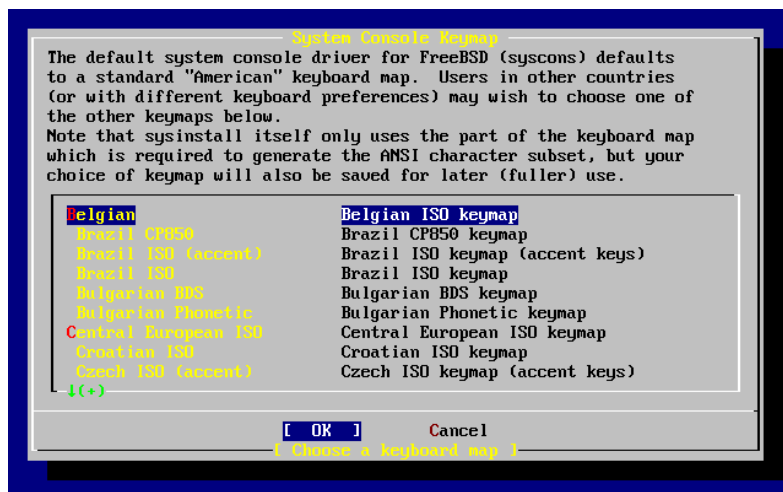 System Console Keymap
The default system console driver for FreeBSD (syscons) defaults
to a standard "American" keyboard map.  Users in other countries
(or with different keyboard preferences) may wish to choose one of
the other keymaps below.
Note that sysinstall itself only uses the part of the keyboard map
which is required to generate the ANSI character subset, but your
choice of keymap will also be saved for later (fuller) use.
Belgian Belgian ISO keymap
Brazil CP850 Brazil CP850 keymap
Brazil ISO (accent) Brazil ISO keymap (accent keys)
Brazil ISO Brazil ISO keymap
Bulgarian BDS Bulgarian BDS keymap
Bulgarian Phonetic Bulgarian Phonetic keymap
Central European ISO Central European ISO keymap
Croatian ISO Croatian ISO keymap
Czech ISO (accent) Czech ISO keymap (accent keys)
↓(+)
[ OK ] Cancel
[ Choose a keyboard map ]